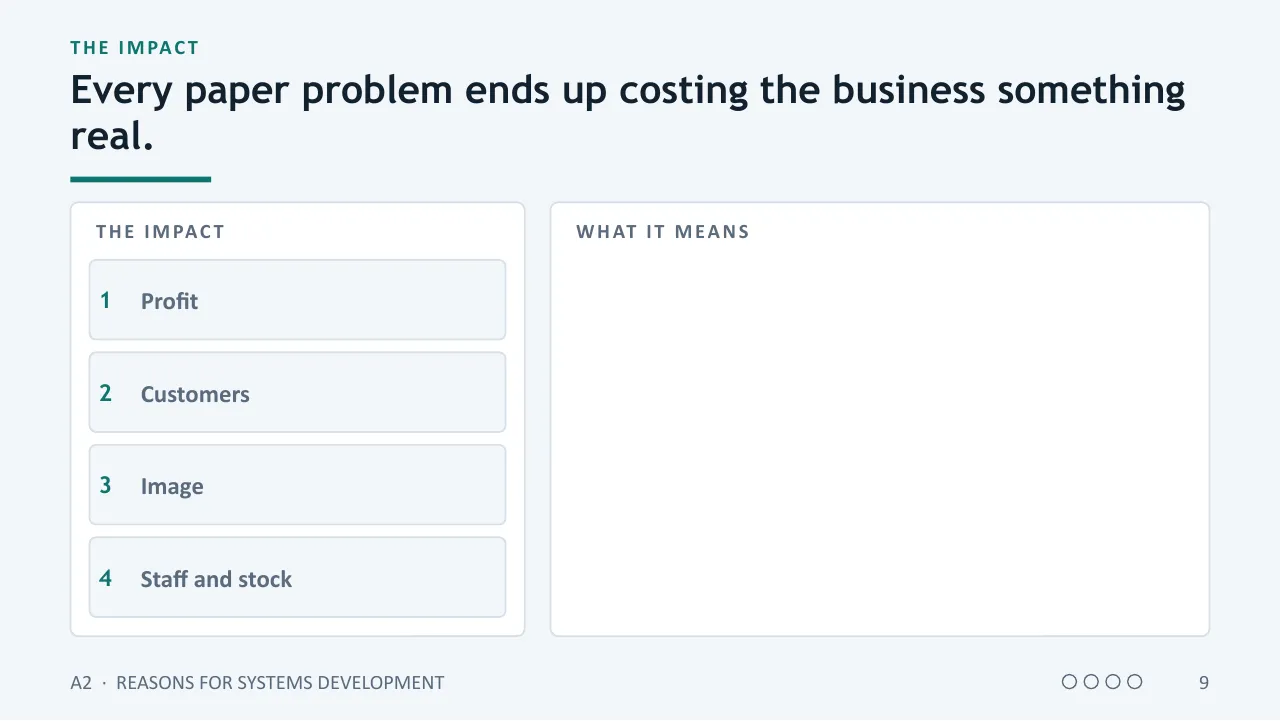 THE IMPACT
Every paper problem ends up costing the business something
real.
THE IMPACT
1 Profit
2 Customers
3 Image
4 Staff and stock
WHAT IT MEANS
A2 · REASONS FOR SYSTEMS DEVELOPMENT
9